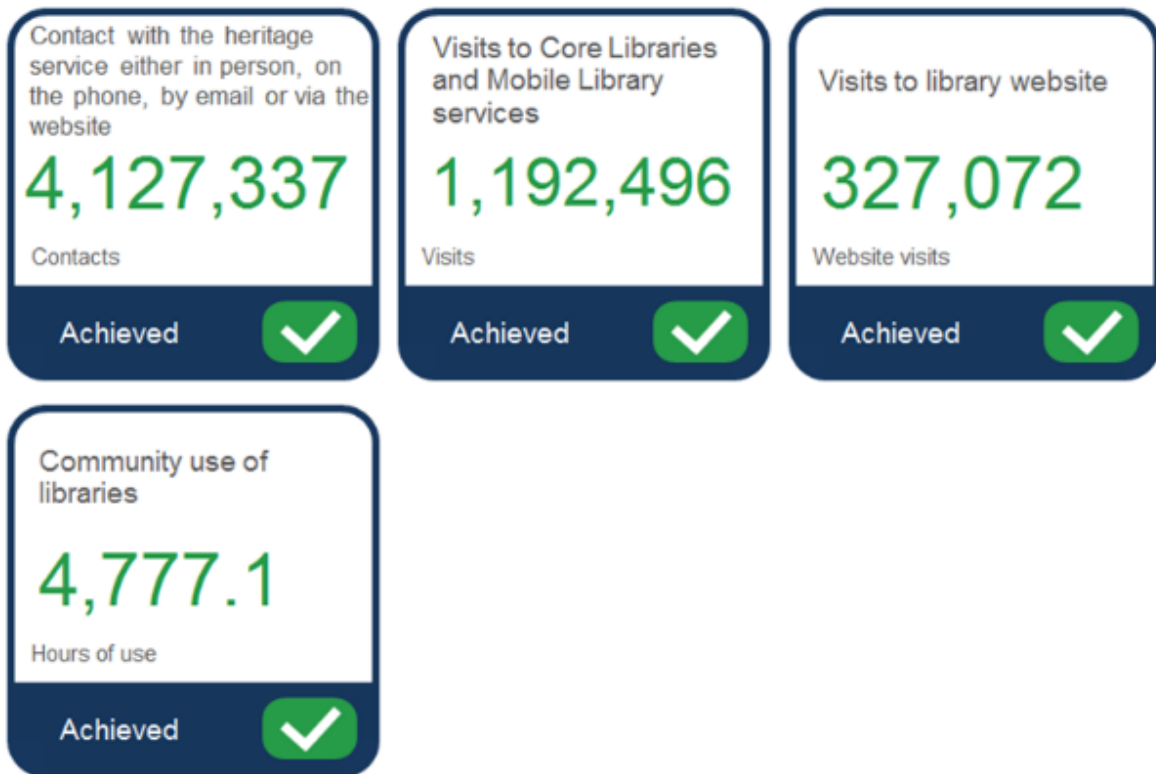 Contact with the heritage
service either in person, on
the phone, by email or via the
website
4,127,337
Contacts
Achieved
Visits to Core Libraries
and Mobile Library
services
1,192,496
Visits
Achieved
Visits to library website
327,072
Website visits
Achieved
Community use of
libraries
4,777.1
Hours of use
Achieved